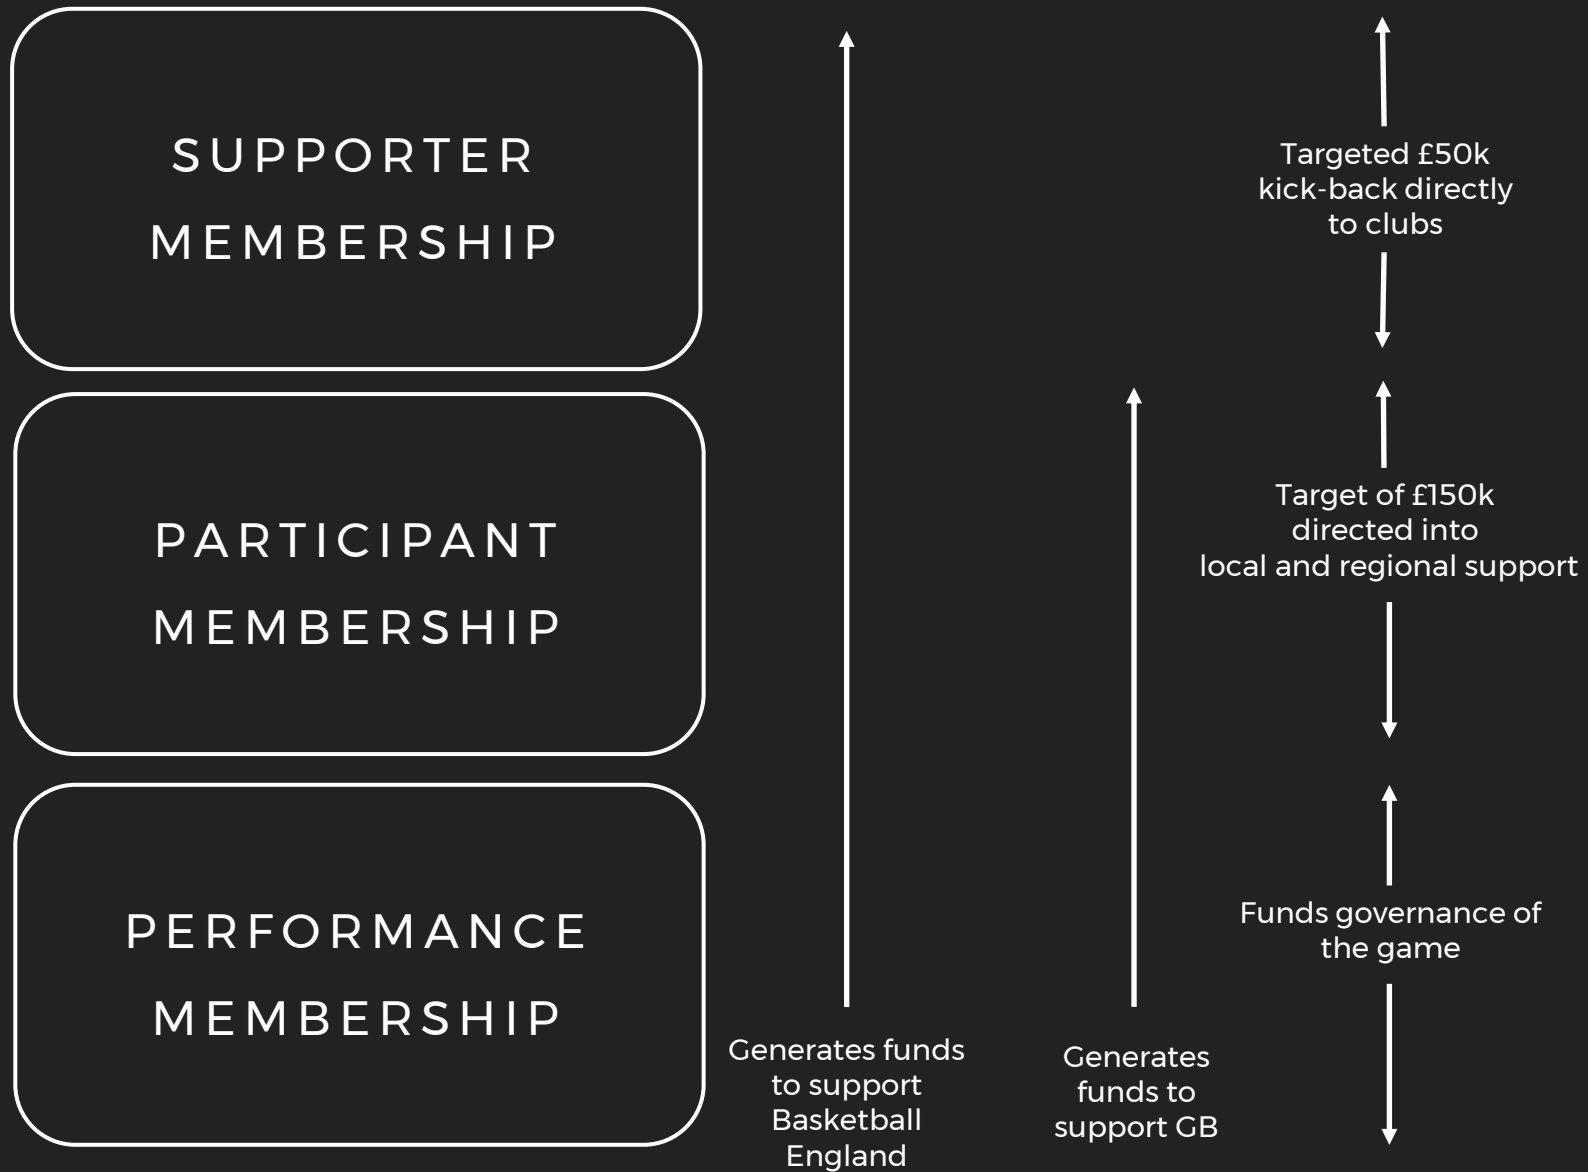 SUPPORTER
MEMBERSHIP
Targeted £50k
kick-back directly
to clubs
PARTICIPANT
MEMBERSHIP
Target of £150k
directed into
local and regional support
PERFORMANCE
MEMBERSHIP
Funds governance of
the game
Generates funds
to support
Basketball
England
Generates
funds to
support GB